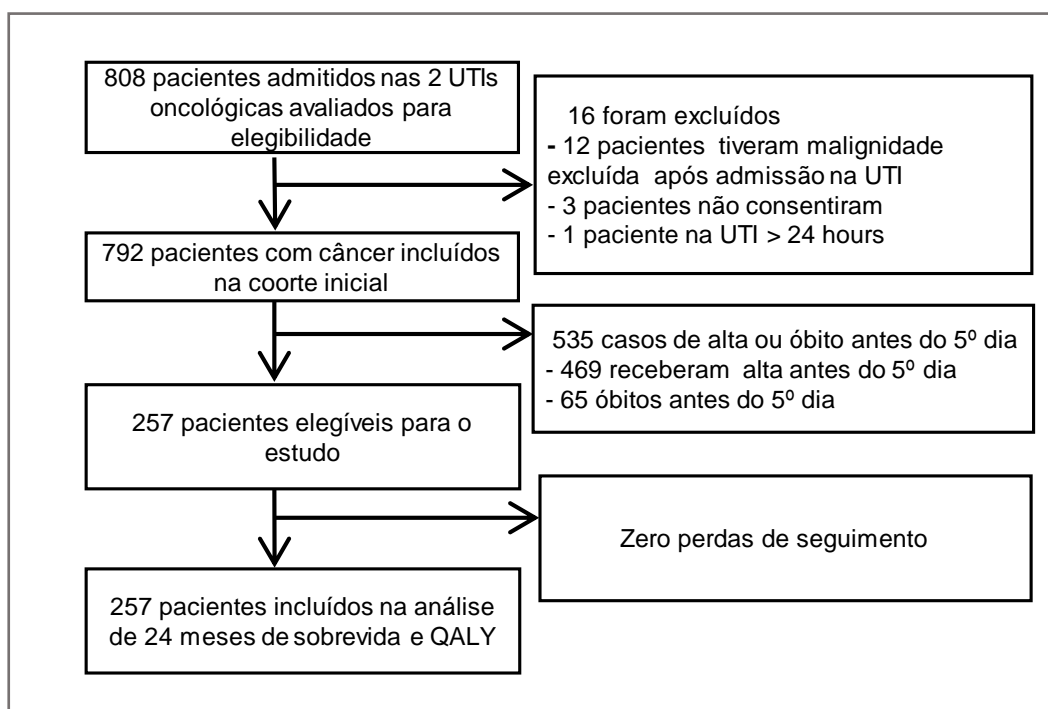 808 pacientes admitidos nas 2 UTIs
oncológicas avaliados para
elegibilidade
16 foram excluídos
- 12 pacientes tiveram malignidade
excluída após admissão na UTI
- 3 pacientes não consentiram
- 1 paciente na UTI > 24 hours
792 pacientes com câncer incluídos
na coorte inicial
535 casos de alta ou óbito antes do 5º dia
- 469 receberam alta antes do 5º dia
- 65 óbitos antes do 5º dia
257 pacientes elegíveis para o
estudo
Zero perdas de seguimento
257 pacientes incluídos na análise
de 24 meses de sobrevida e QALY